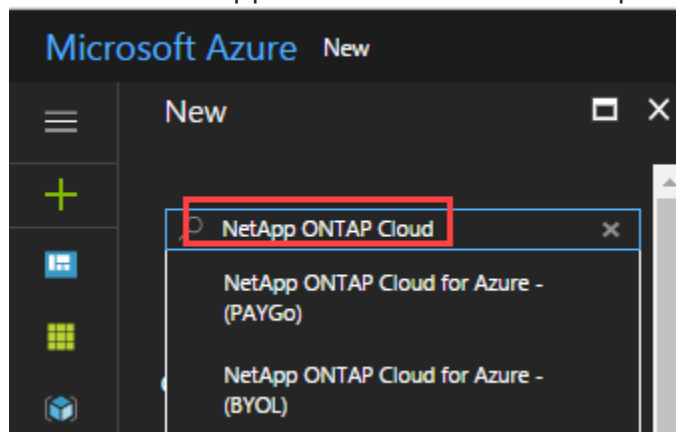 Microsoft Azure New
New
NetApp ONTAP Cloud
NetApp ONTAP Cloud for Azure -
(PAYGo)
NetApp ONTAP Cloud for Azure -
(BYOL)